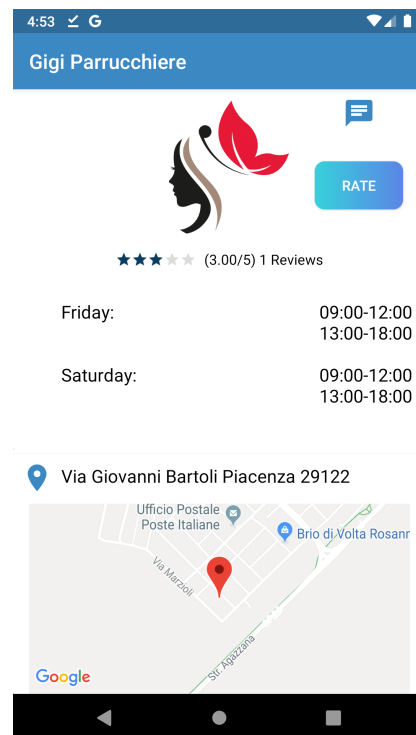 4:53
G
Gigi Parrucchiere
RATE
(3.00/5) 1 Reviews
Friday:
09:00-12:00
13:00-18:00
Saturday:
09:00-12:00
13:00-18:00
Via Giovanni Bartoli Piacenza 29122
Ufficio Postale
Poste Italiane
Brio di Volta Rosanr
Via Marzioli
Str. Agazzana
Google